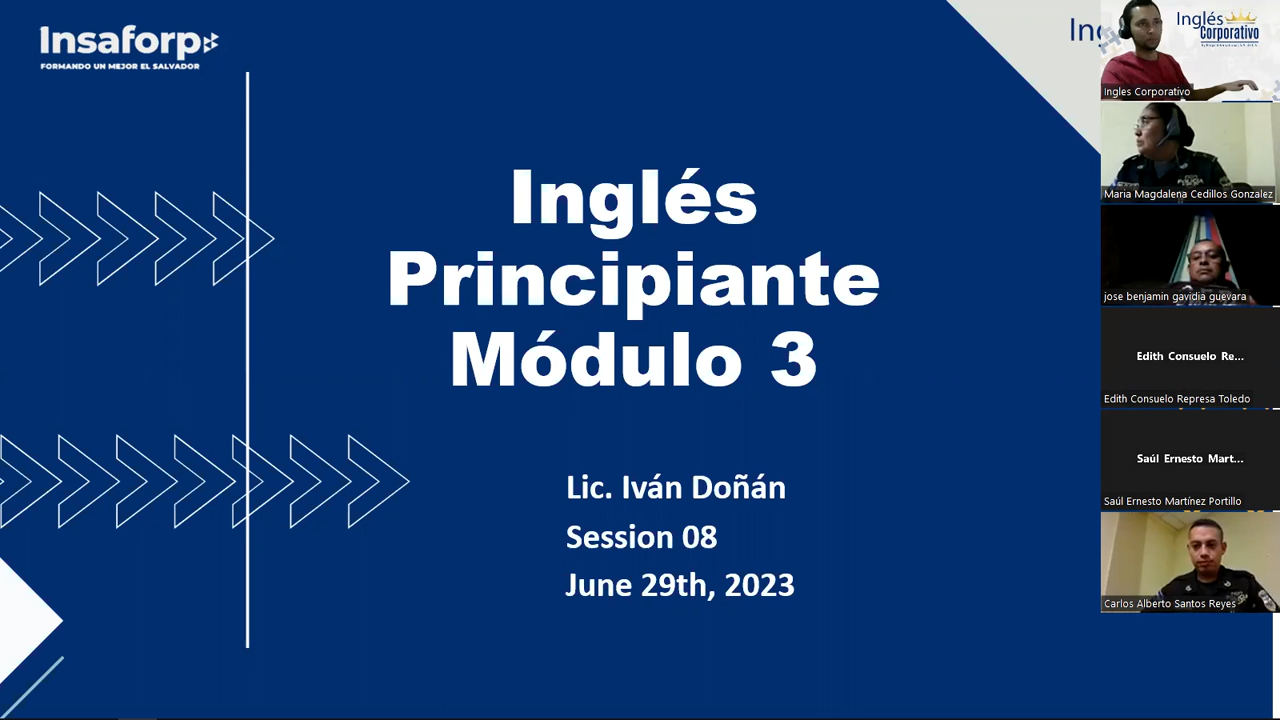 Insaforp
FORMANDO UN MEJOR EL SALVADOR
Inglés
Principiante
Módulo 3
Lic. Iván Doñán
Session 08
June 29th, 2023
Inglés
Corporativo
Ingles Corporativo
POLICIA
Maria Magdalena Cedillos Gonzalez
jose benjamin gavidia guevara
Edith Consuelo Re...
Edith Consuelo Represa Toledo
Saúl Ernesto Mart...
Saúl Ernesto Martínez Portillo
Carlos Alberto Santos Reyes